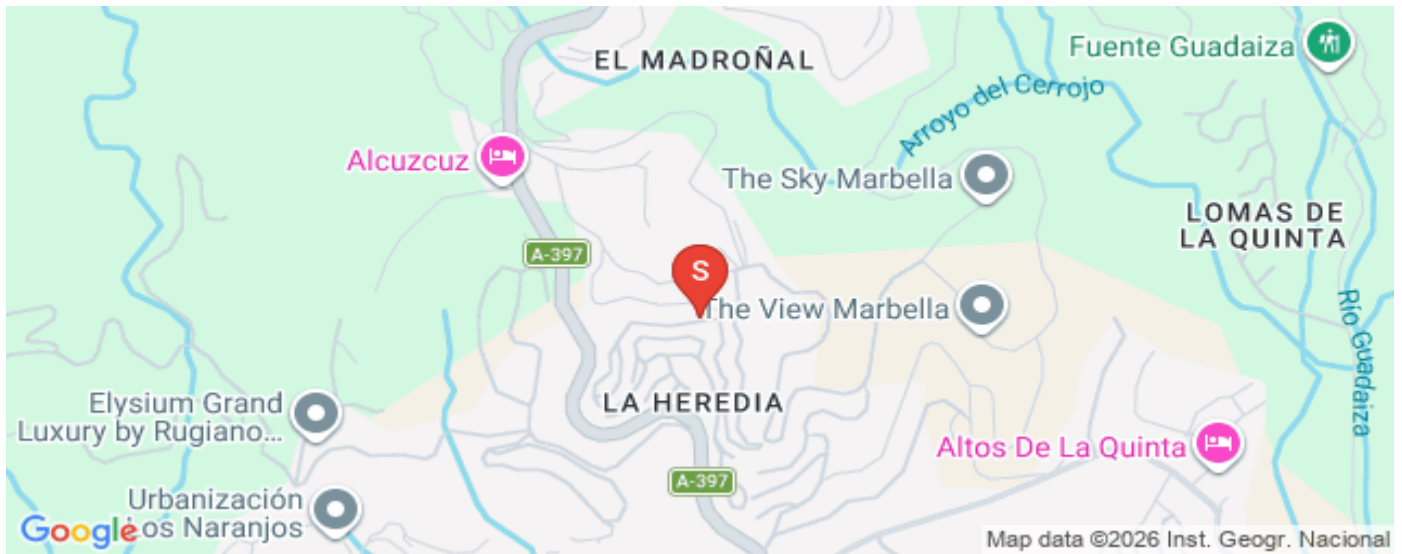 EL MADROÑAL
Fuente Guadaiza
Arroyo del Cerrojo
Alcuzcuz
The Sky Marbella
LOMAS DE
LA QUINTA
A-397
S
The View Marbella
Río Guadaiza
Elysium Grand
Luxury by Rugiano...
LA HEREDIA
Altos De La Quinta
A-397
Urbanización
Los Naranjos
Google
Map data ©2026 Inst. Geogr. Nacional